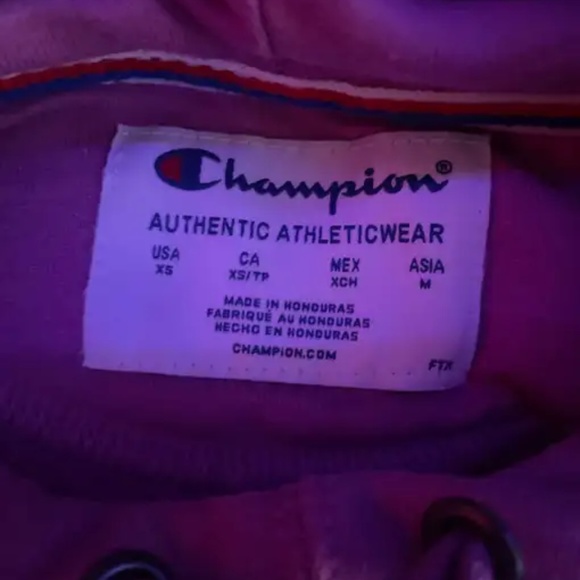 Champion®
AUTHENTIC ATHLETICWEAR
USA CA MEX ASIA
XS XS/TP XCH M
MADE IN HONDURAS
FABRIQUÉ AU HONDURAS
HECHO EN HONDURAS
CHAMPION.COM
FTX